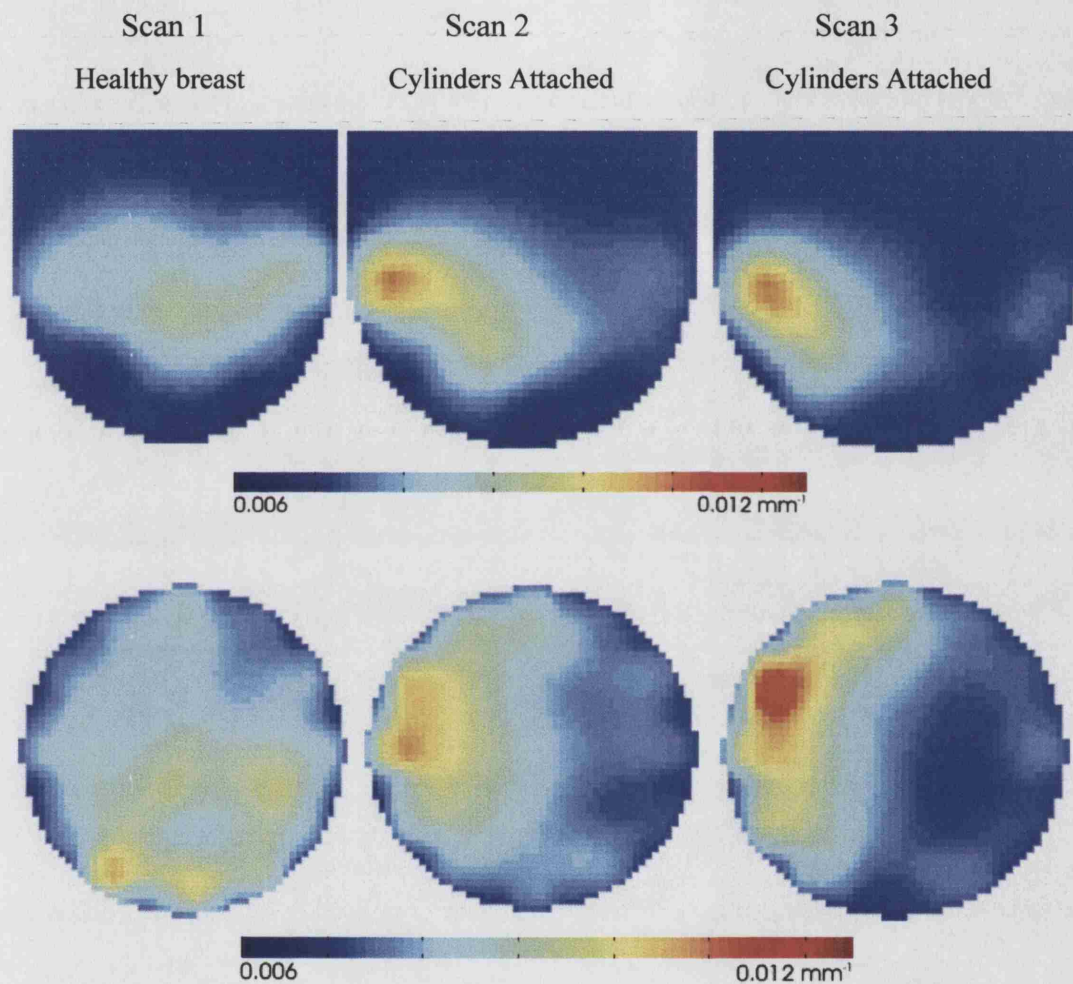 Scan 1 Scan 2 Scan 3
Healthy breast Cylinders Attached Cylinders Attached
0.006 0.012 mm⁻¹
0.006 0.012 mm⁻¹